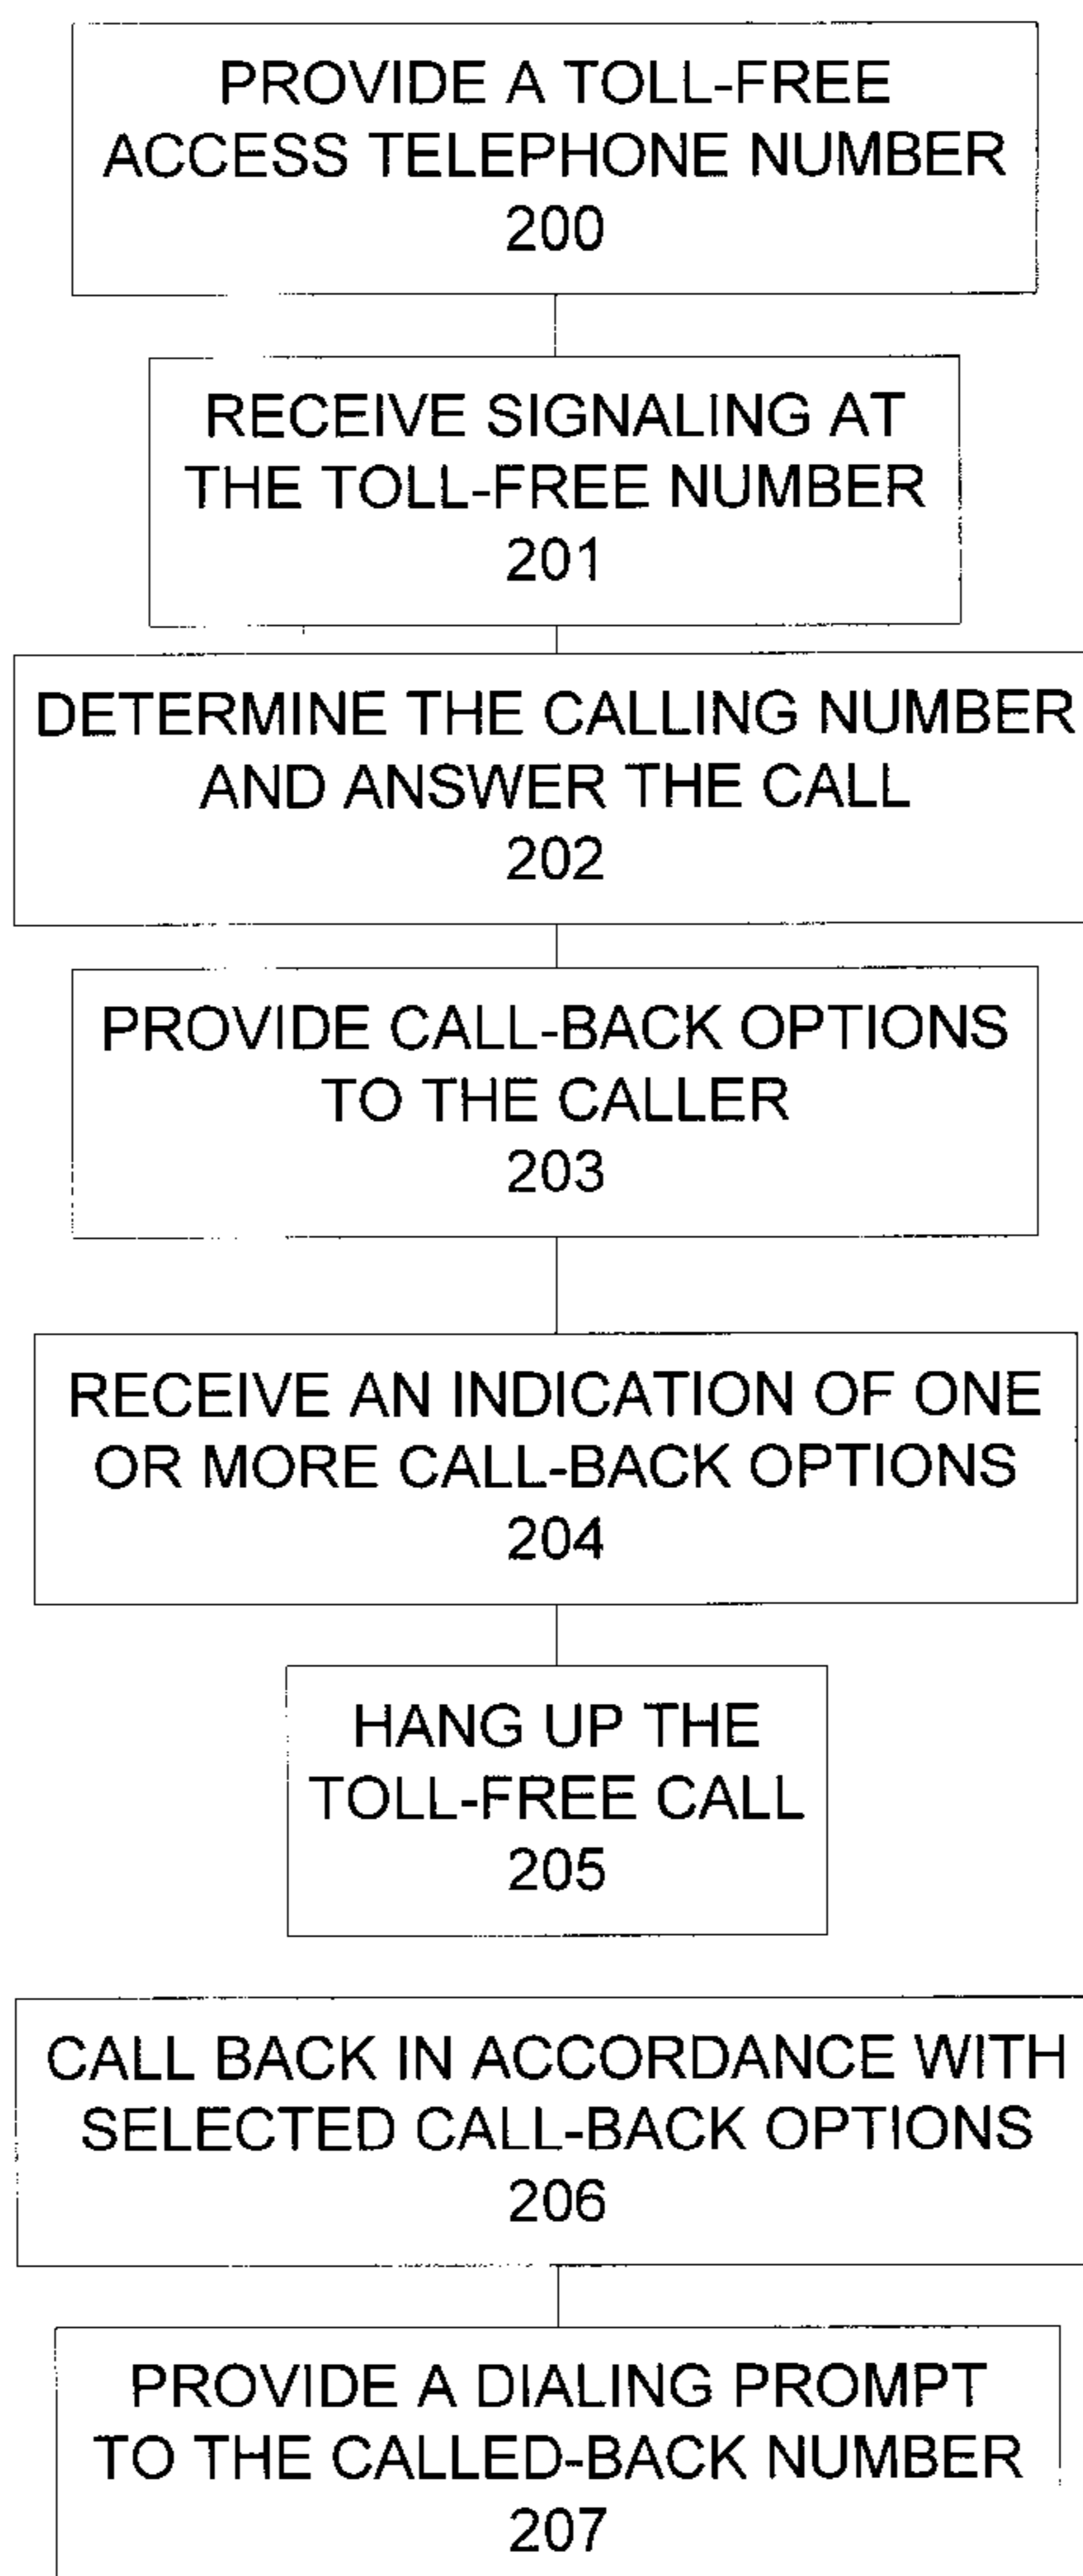 PROVIDE A TOLL-FREE
ACCESS TELEPHONE NUMBER
200
RECEIVE SIGNALING AT
THE TOLL-FREE NUMBER
201
DETERMINE THE CALLING NUMBER
AND ANSWER THE CALL
202
PROVIDE CALL-BACK OPTIONS
TO THE CALLER
203
RECEIVE AN INDICATION OF ONE
OR MORE CALL-BACK OPTIONS
204
HANG UP THE
TOLL-FREE CALL
205
CALL BACK IN ACCORDANCE WITH
SELECTED CALL-BACK OPTIONS
206
PROVIDE A DIALING PROMPT
TO THE CALLED-BACK NUMBER
207